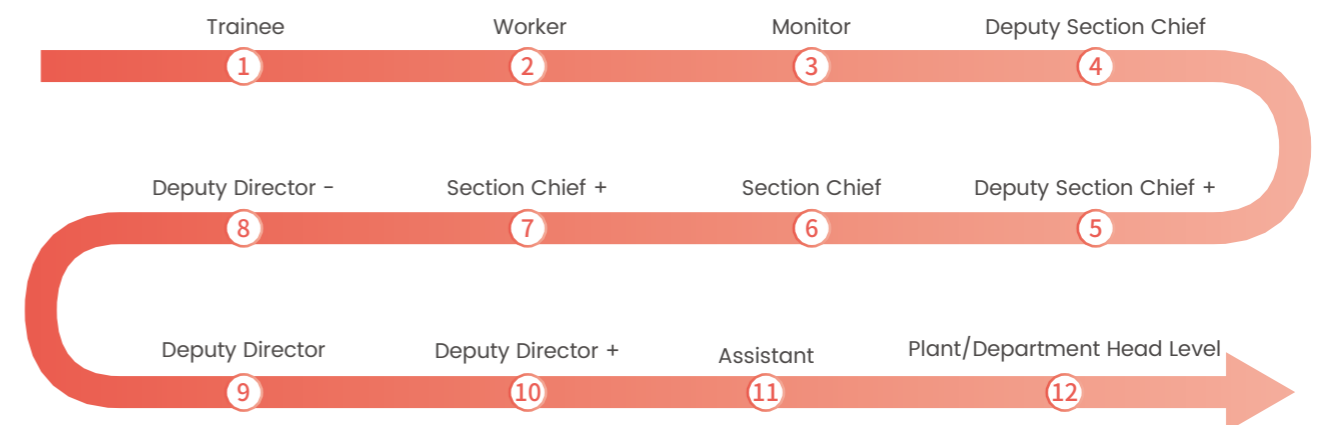 Trainee
1
Worker
2
Monitor
3
Deputy Section Chief
4
Deputy Section Chief +
5
Section Chief
6
Section Chief +
7
Deputy Director -
8
Deputy Director
9
Deputy Director +
10
Assistant
11
Plant/Department Head Level
12